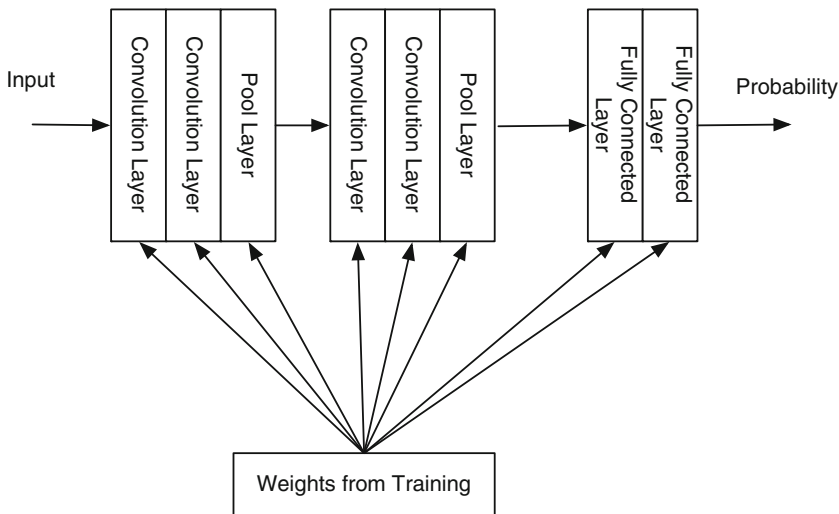 Input
Convolution Layer
Convolution Layer
Pool Layer
Convolution Layer
Convolution Layer
Pool Layer
Fully Connected
Layer
Fully Connected
Layer
Probability
Weights from Training